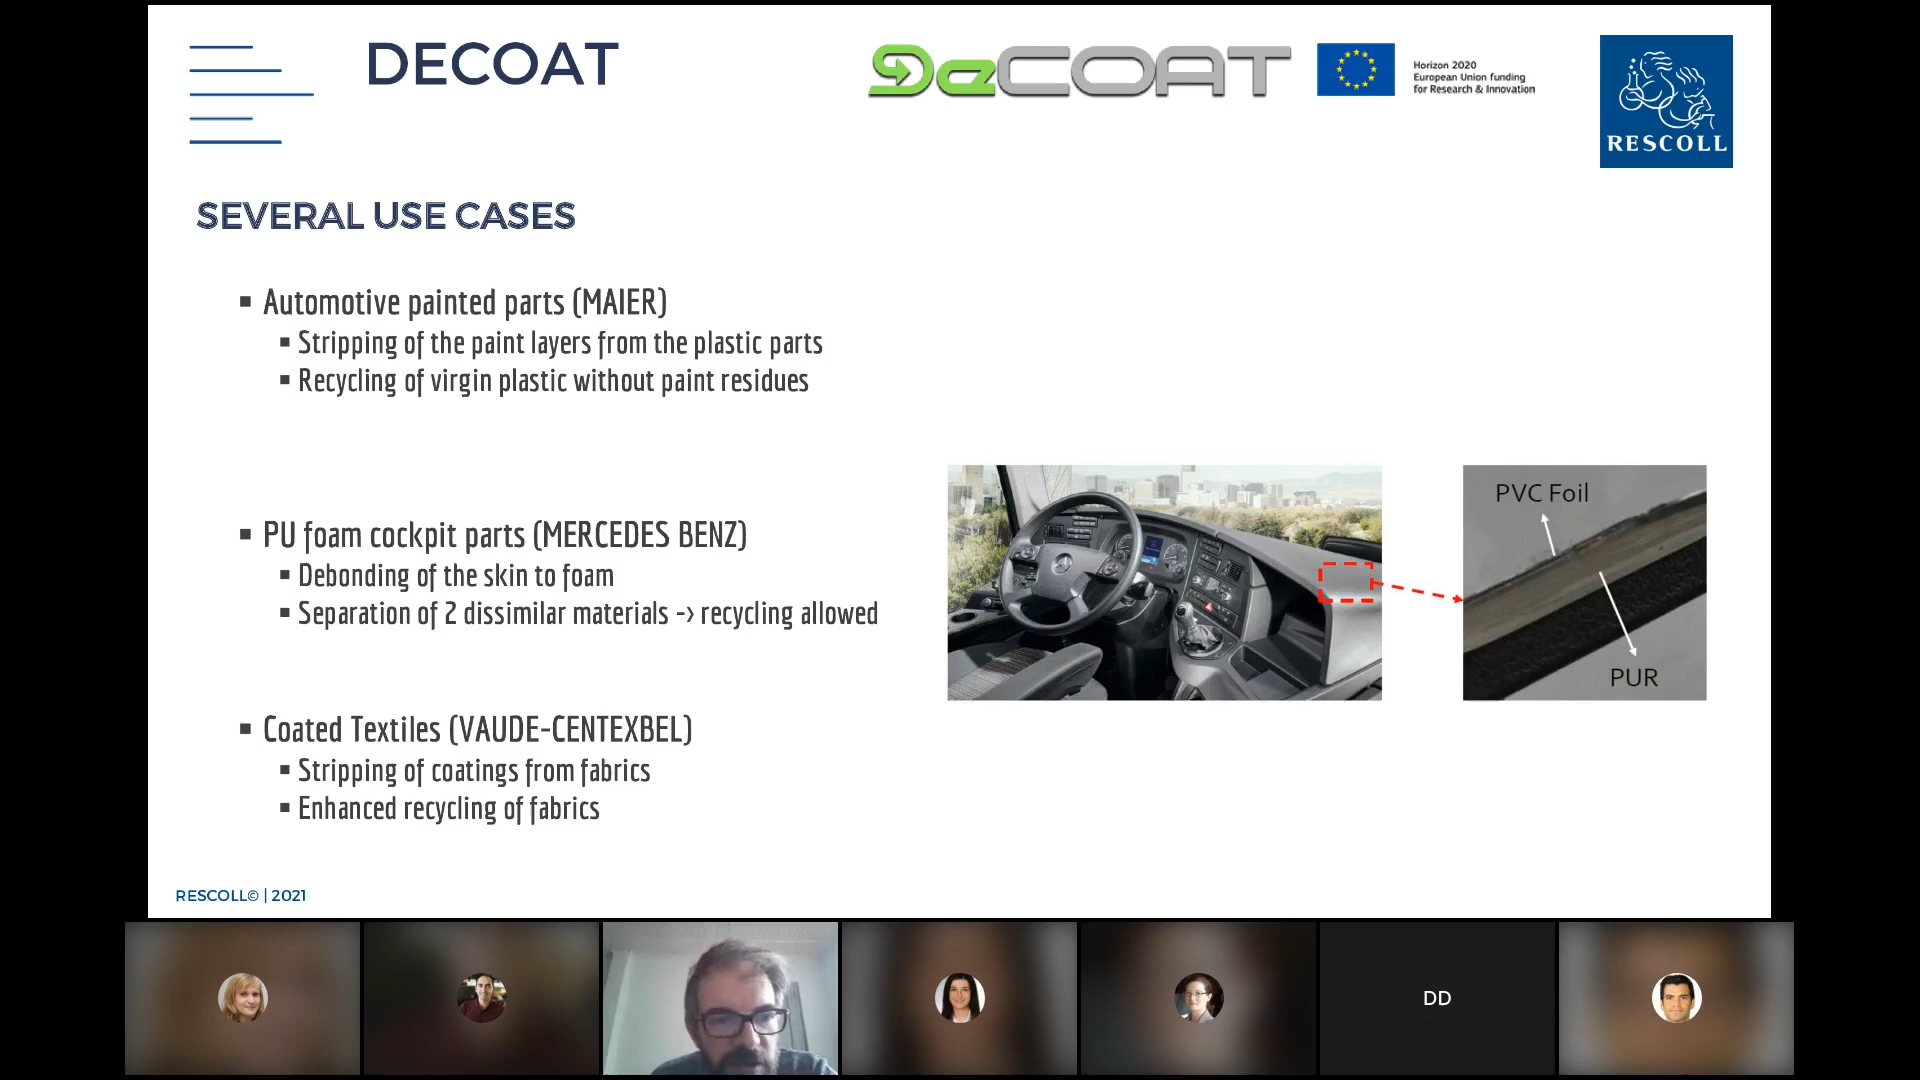 DECOAT
DeCOAT
Horizon 2020
European Union funding
for Research & Innovation
RESCOLL
SEVERAL USE CASES
▪ Automotive painted parts (MAIER)
▪ Stripping of the paint layers from the plastic parts
▪ Recycling of virgin plastic without paint residues
▪ PU foam cockpit parts (MERCEDES BENZ)
▪ Debonding of the skin to foam
▪ Separation of 2 dissimilar materials -> recycling allowed
PVC Foil
PUR
▪ Coated Textiles (VAUDE-CENTEXBEL)
▪ Stripping of coatings from fabrics
▪ Enhanced recycling of fabrics
RESCOLL© | 2021
DD